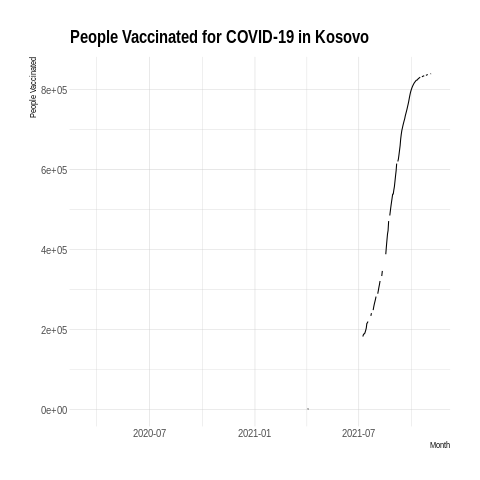 People Vaccinated for COVID-19 in Kosovo
People Vaccinated
8e+05
6e+05
4e+05
2e+05
0e+00
2020-07
2021-01
2021-07
Month